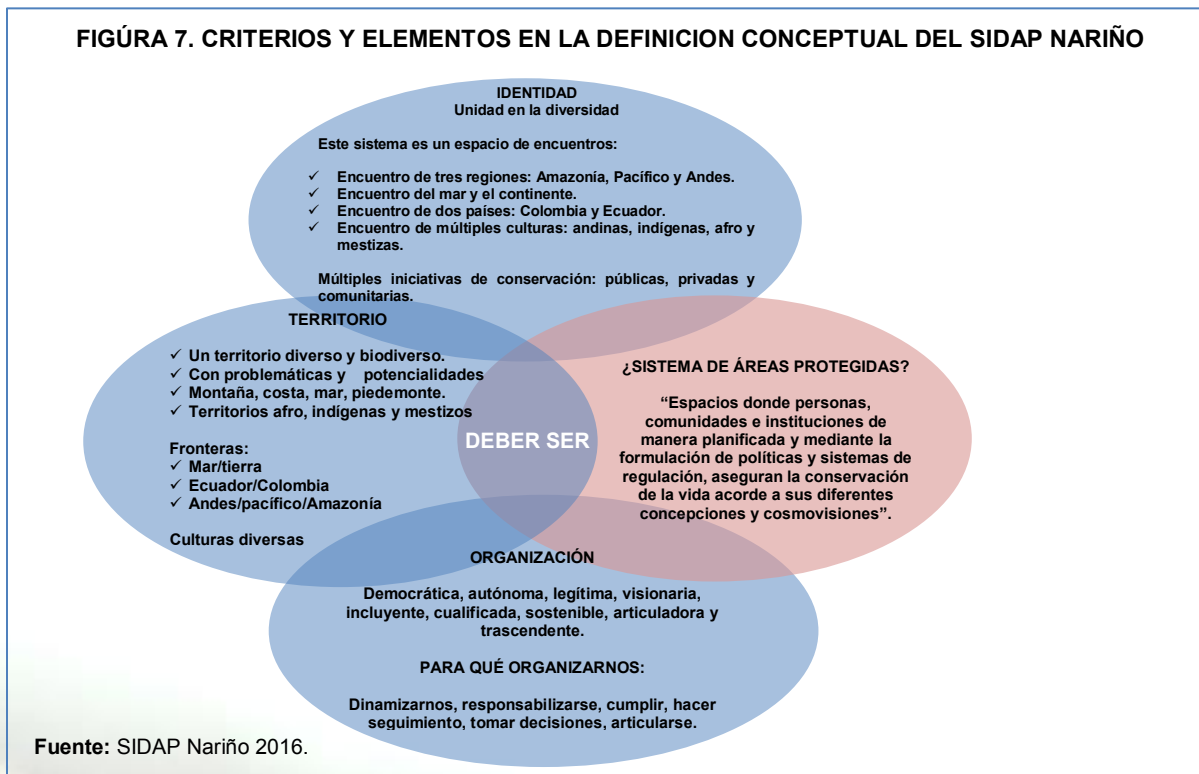 FIGÚRA 7. CRITERIOS Y ELEMENTOS EN LA DEFINICION CONCEPTUAL DEL SIDAP NARIÑO
IDENTIDAD
Unidad en la diversidad
Este sistema es un espacio de encuentros:
✓ Encuentro de tres regiones: Amazonía, Pacífico y Andes.
✓ Encuentro del mar y el continente.
✓ Encuentro de dos países: Colombia y Ecuador.
✓ Encuentro de múltiples culturas: andinas, indígenas, afro y
mestizas.
Múltiples iniciativas de conservación: públicas, privadas y
comunitarias.
TERRITORIO
✓ Un territorio diverso y biodiverso.
✓ Con problemáticas y potencialidades
✓ Montaña, costa, mar, piedemonte.
✓ Territorios afro, indígenas y mestizos
Fronteras:
✓ Mar/tierra
✓ Ecuador/Colombia
✓ Andes/pacífico/Amazonía
Culturas diversas
DEBER SER
¿SISTEMA DE ÁREAS PROTEGIDAS?
“Espacios donde personas,
comunidades e instituciones de
manera planificada y mediante la
formulación de políticas y sistemas de
regulación, aseguran la conservación
de la vida acorde a sus diferentes
concepciones y cosmovisiones”.
ORGANIZACIÓN
Democrática, autónoma, legítima, visionaria,
incluyente, cualificada, sostenible, articuladora y
trascendente.
PARA QUÉ ORGANIZARNOS:
Dinamizarnos, responsabilizarse, cumplir, hacer
seguimiento, tomar decisiones, articularse.
Fuente: SIDAP Nariño 2016.